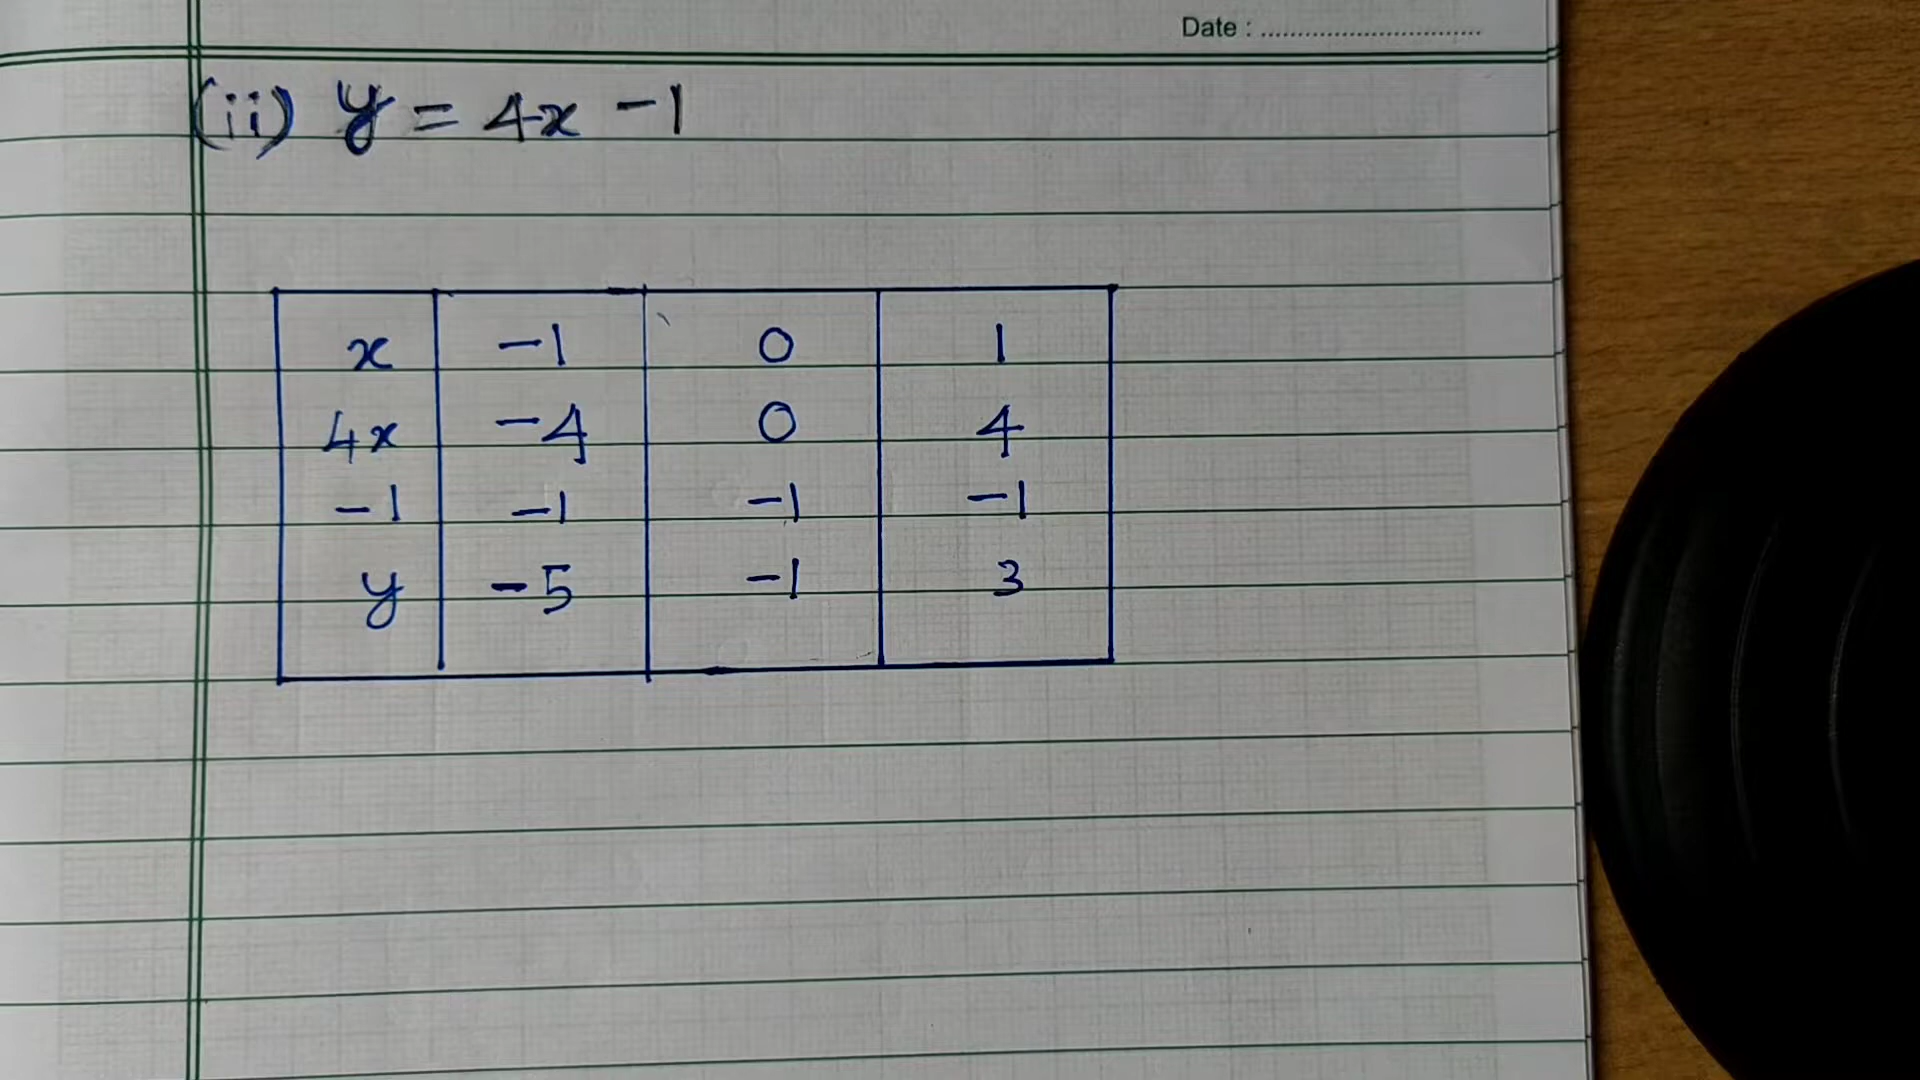 Date : ..............................
(ii) y = 4x -1
x -1 0 1
4x -4 0 4
-1 -1 -1 -1
y -5 -1 3